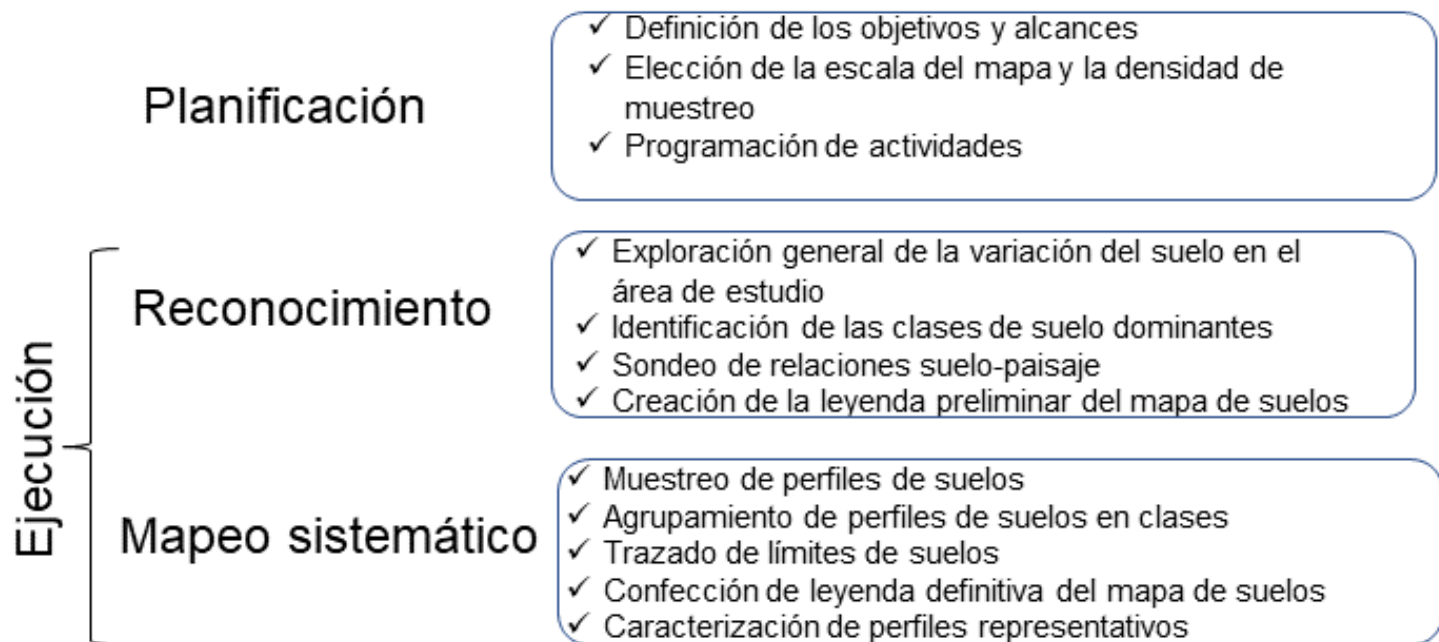 Planificación
✓ Definición de los objetivos y alcances
✓ Elección de la escala del mapa y la densidad de
muestreo
✓ Programación de actividades
Ejecución
Reconocimiento
✓ Exploración general de la variación del suelo en el
área de estudio
✓ Identificación de las clases de suelo dominantes
✓ Sondeo de relaciones suelo-paisaje
✓ Creación de la leyenda preliminar del mapa de suelos
Mapeo sistemático
✓ Muestreo de perfiles de suelos
✓ Agrupamiento de perfiles de suelos en clases
✓ Trazado de límites de suelos
✓ Confección de leyenda definitiva del mapa de suelos
✓ Caracterización de perfiles representativos